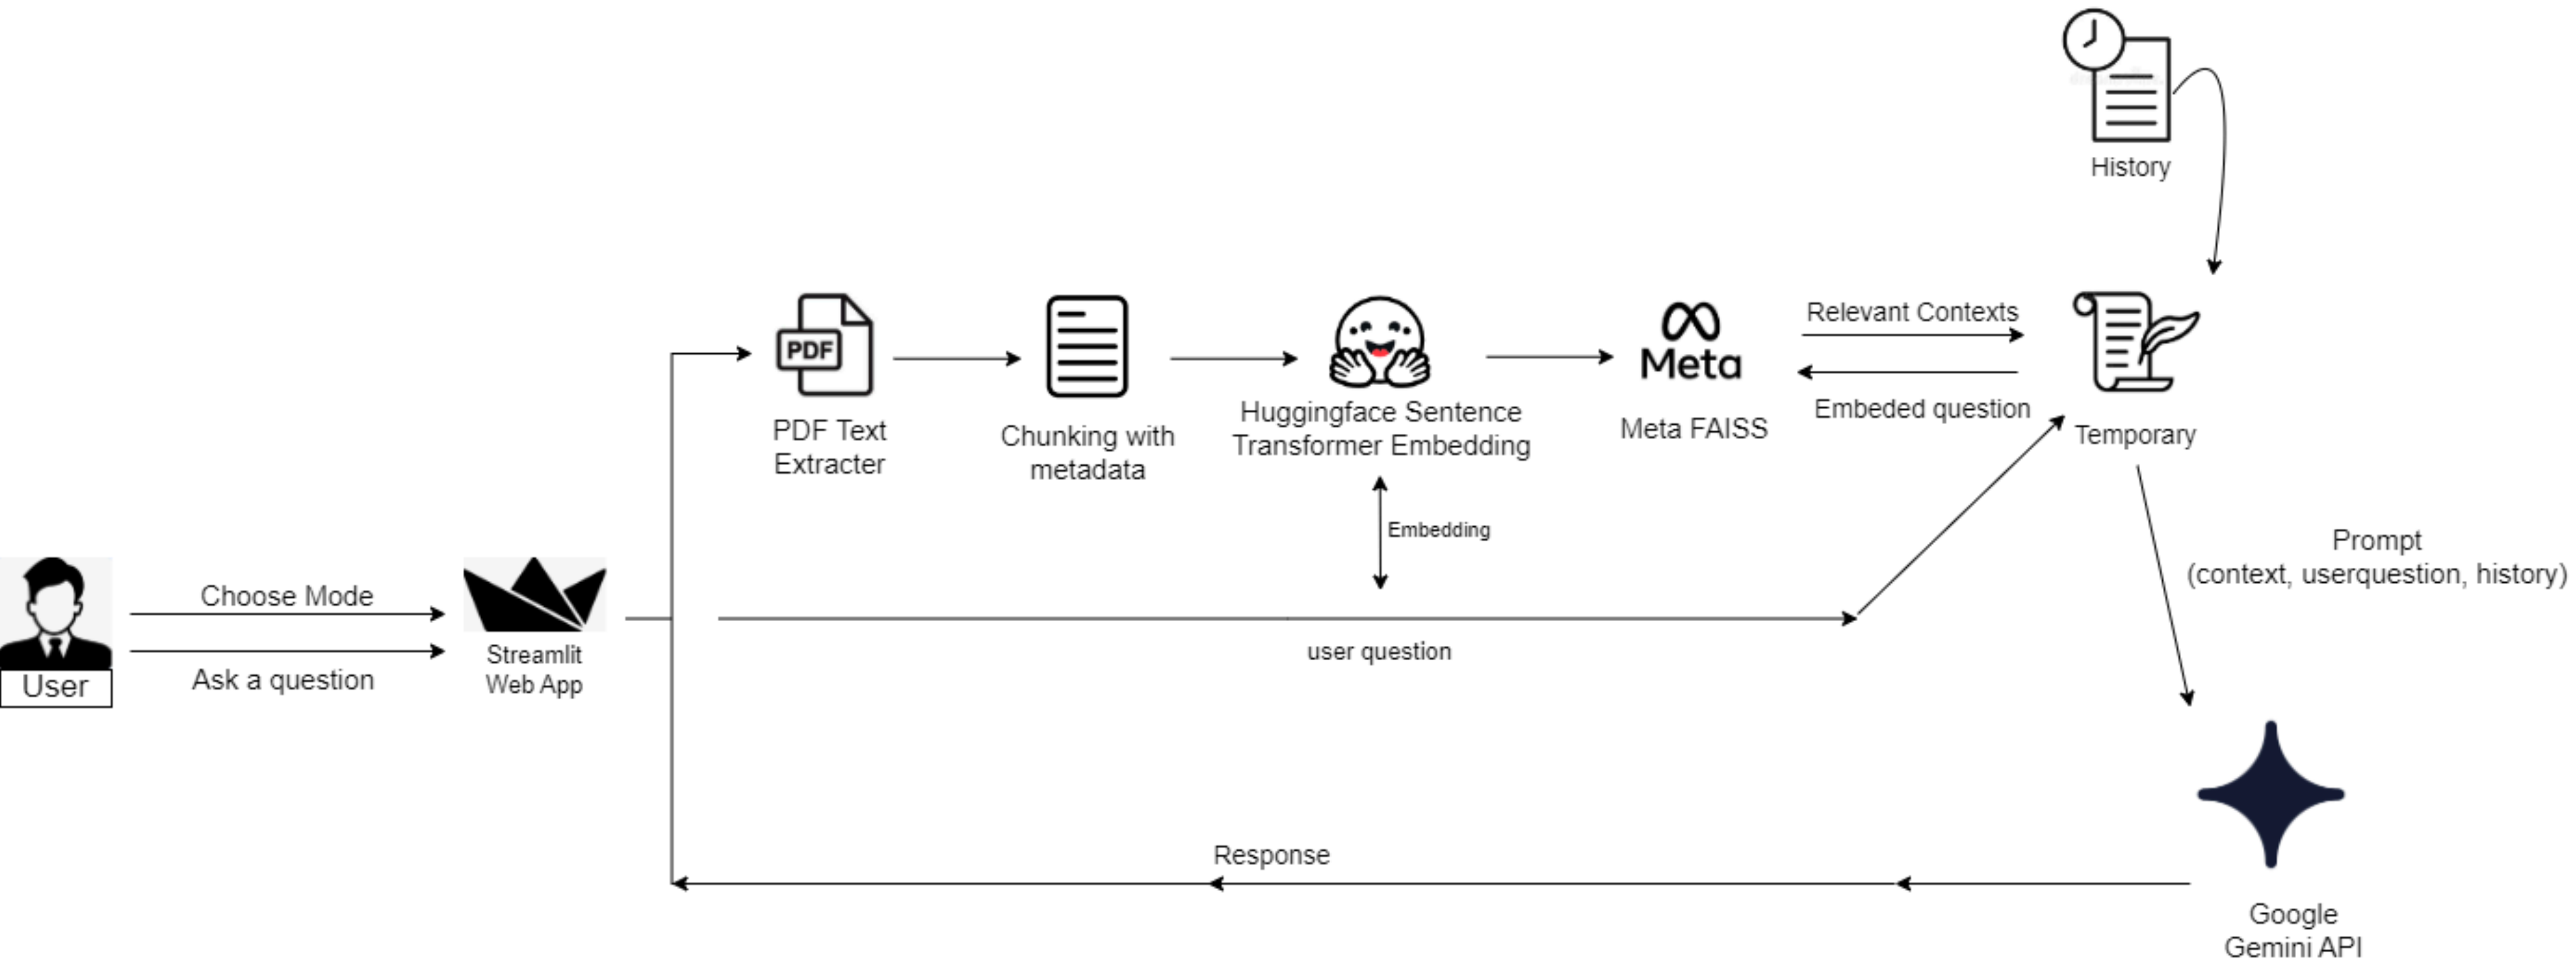 History
PDF
Meta
Relevant Contexts
Embeded question
PDF Text
Extracter
Chunking with
metadata
Huggingface Sentence
Transformer Embedding
Meta FAISS
Temporary
Embedding
Prompt
(context, userquestion, history)
Choose Mode
Ask a question
User
Streamlit
Web App
user question
Response
Google
Gemini API